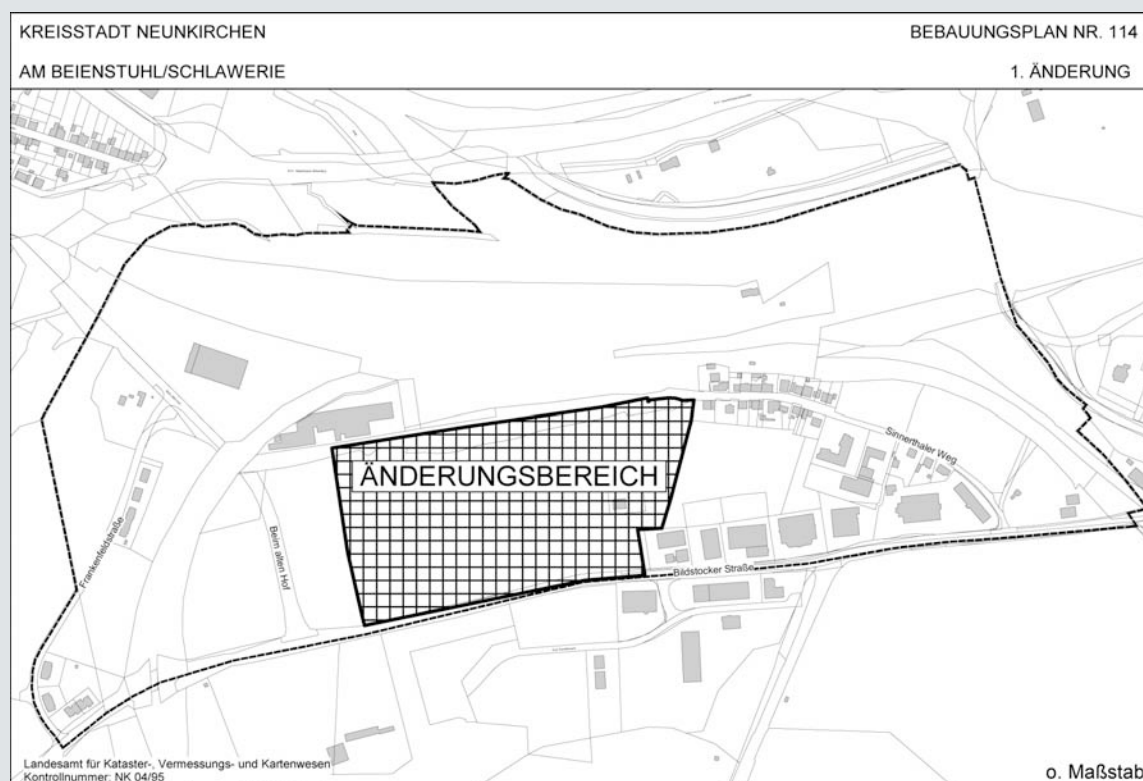 KREISSTADT NEUNKIRCHEN
BEBAUUNGSPLAN NR. 114
AM BEIENSTUHL/SCHLAWERIE
1. ÄNDERUNG
ÄNDERUNGSBEREICH
Sinnerthaler Weg
Frankenfeldstraße
Beim alten Hof
Bildstocker Straße
Landesamt für Kataster-, Vermessungs- und Kartenwesen
Kontrollnummer: NK 04/95
o. Maßstab